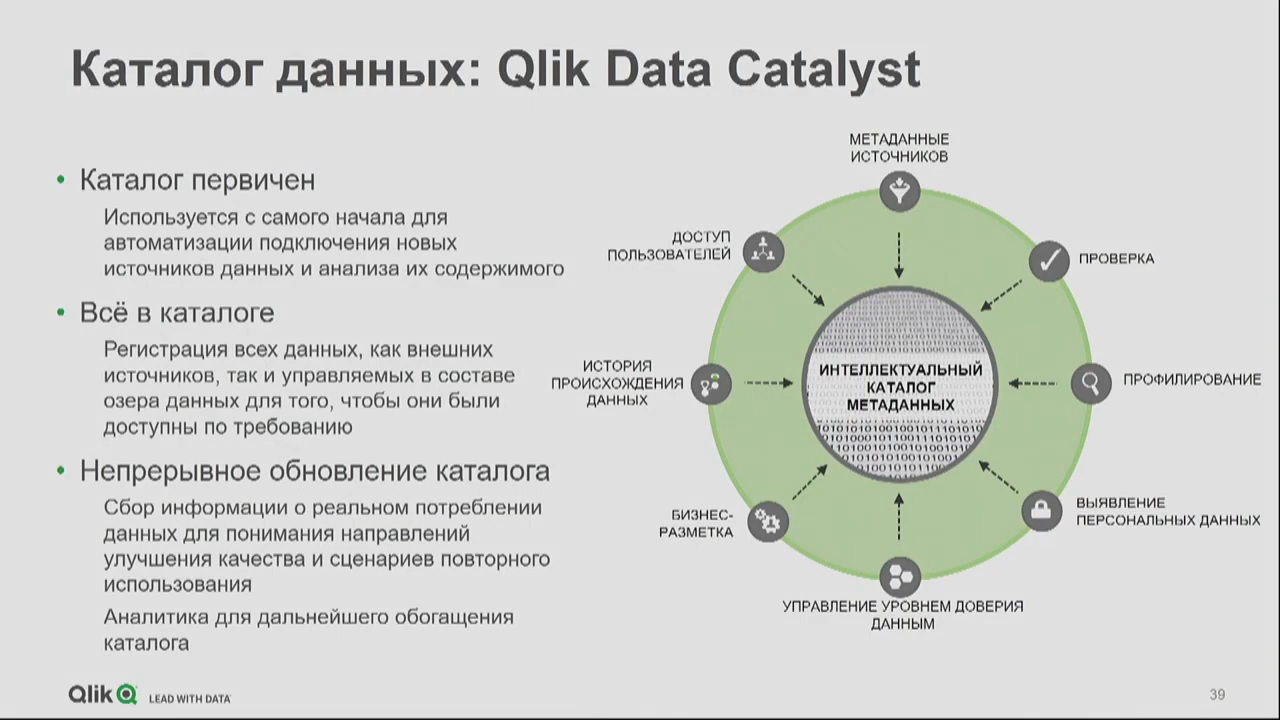 Каталог данных: Qlik Data Catalyst
• Каталог первичен
Используется с самого начала для
автоматизации подключения новых
источников данных и анализа их содержимого
• Всё в каталоге
Регистрация всех данных, как внешних
источников, так и управляемых в составе
озера данных для того, чтобы они были
доступны по требованию
• Непрерывное обновление каталога
Сбор информации о реальном потреблении
данных для понимания направлений
улучшения качества и сценариев повторного
использования
Аналитика для дальнейшего обогащения
каталога
МЕТАДАННЫЕ
ИСТОЧНИКОВ
ДОСТУП
ПОЛЬЗОВАТЕЛЕЙ
ПРОВЕРКА
ИСТОРИЯ
ПРОИСХОЖДЕНИЯ
ДАННЫХ
ИНТЕЛЛЕКТУАЛЬНЫЙ
КАТАЛОГ
МЕТАДАННЫХ
ПРОФИЛИРОВАНИЕ
БИЗНЕС-
РАЗМЕТКА
ВЫЯВЛЕНИЕ
ПЕРСОНАЛЬНЫХ ДАННЫХ
УПРАВЛЕНИЕ УРОВНЕМ ДОВЕРИЯ
ДАННЫМ
Qlik LEAD WITH DATA
39